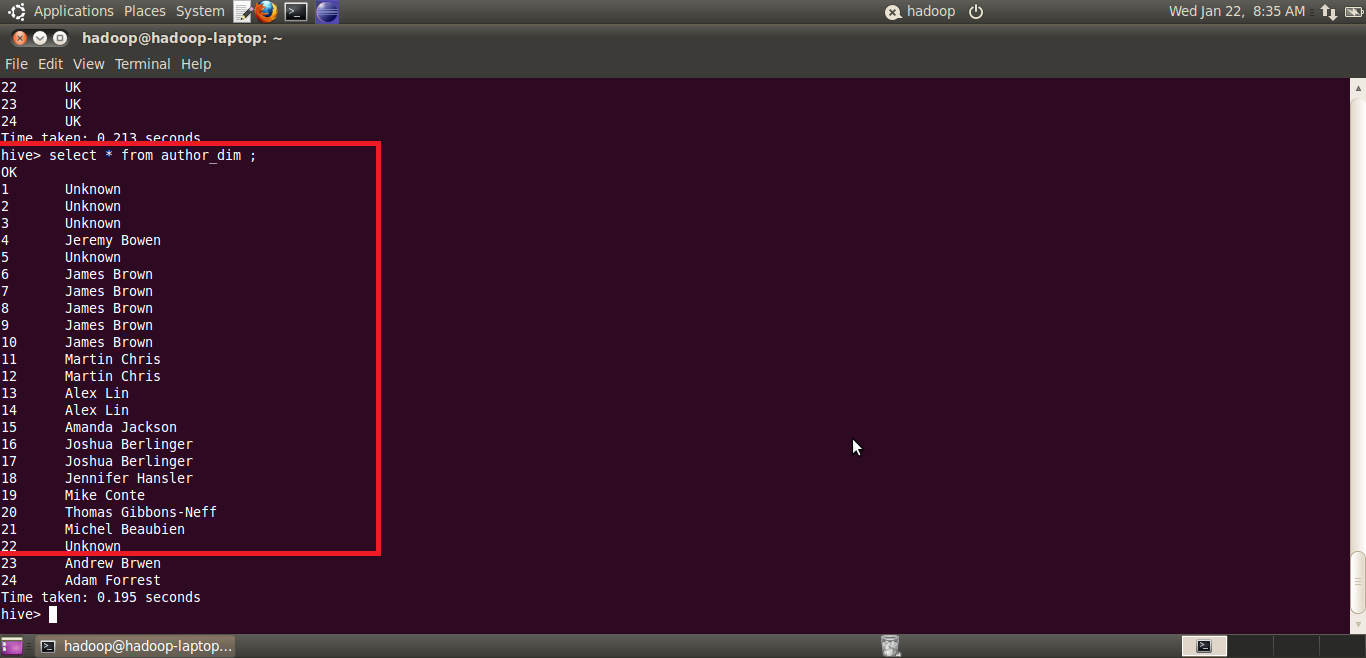 Applications Places System hadoop Wed Jan 22, 8:35 AM
hadoop@hadoop-laptop: ~
File Edit View Terminal Help
22 UK
23 UK
24 UK
Time taken: 0.213 seconds
hive> select * from author_dim ;
OK
1 Unknown
2 Unknown
3 Unknown
4 Jeremy Bowen
5 Unknown
6 James Brown
7 James Brown
8 James Brown
9 James Brown
10 James Brown
11 Martin Chris
12 Martin Chris
13 Alex Lin
14 Alex Lin
15 Amanda Jackson
16 Joshua Berlinger
17 Joshua Berlinger
18 Jennifer Hansler
19 Mike Conte
20 Thomas Gibbons-Neff
21 Michel Beaubien
22 Unknown
23 Andrew Brwen
24 Adam Forrest
Time taken: 0.195 seconds
hive>
hadoop@hadoop-laptop...